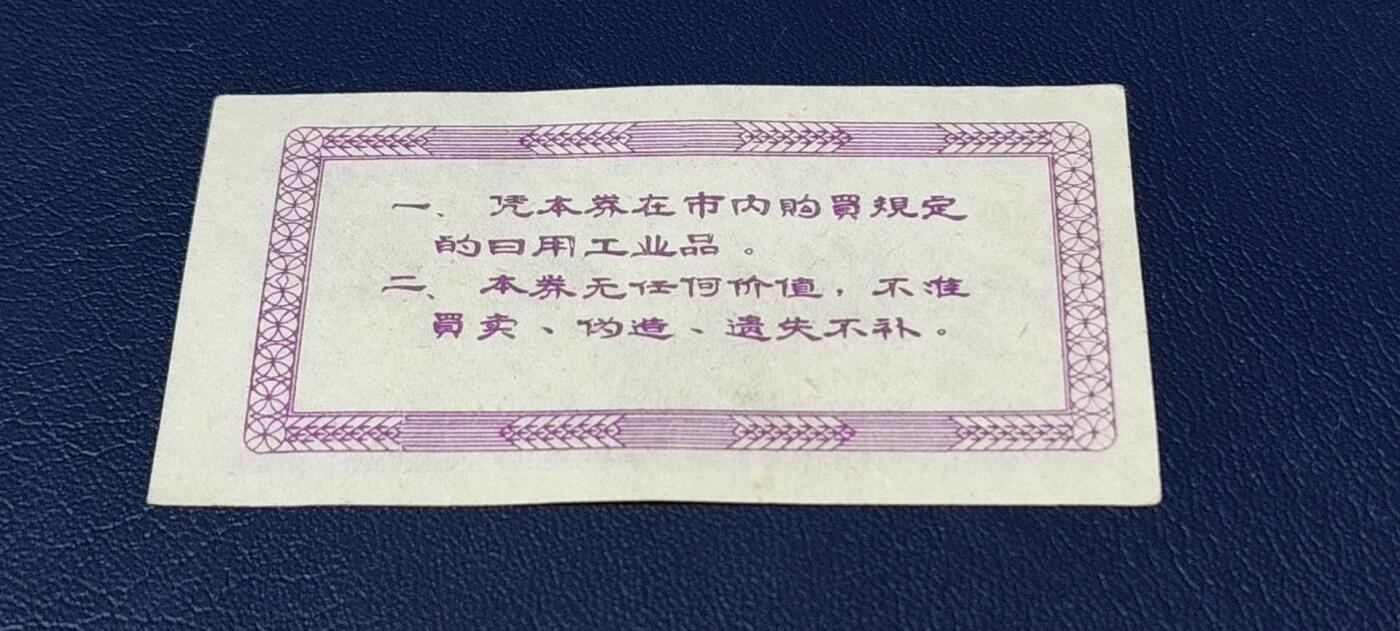 一、凭本券在市内购買規定
的日用工业品。
二、本券无任何价值，不准
買卖、伪造、遗失不补。